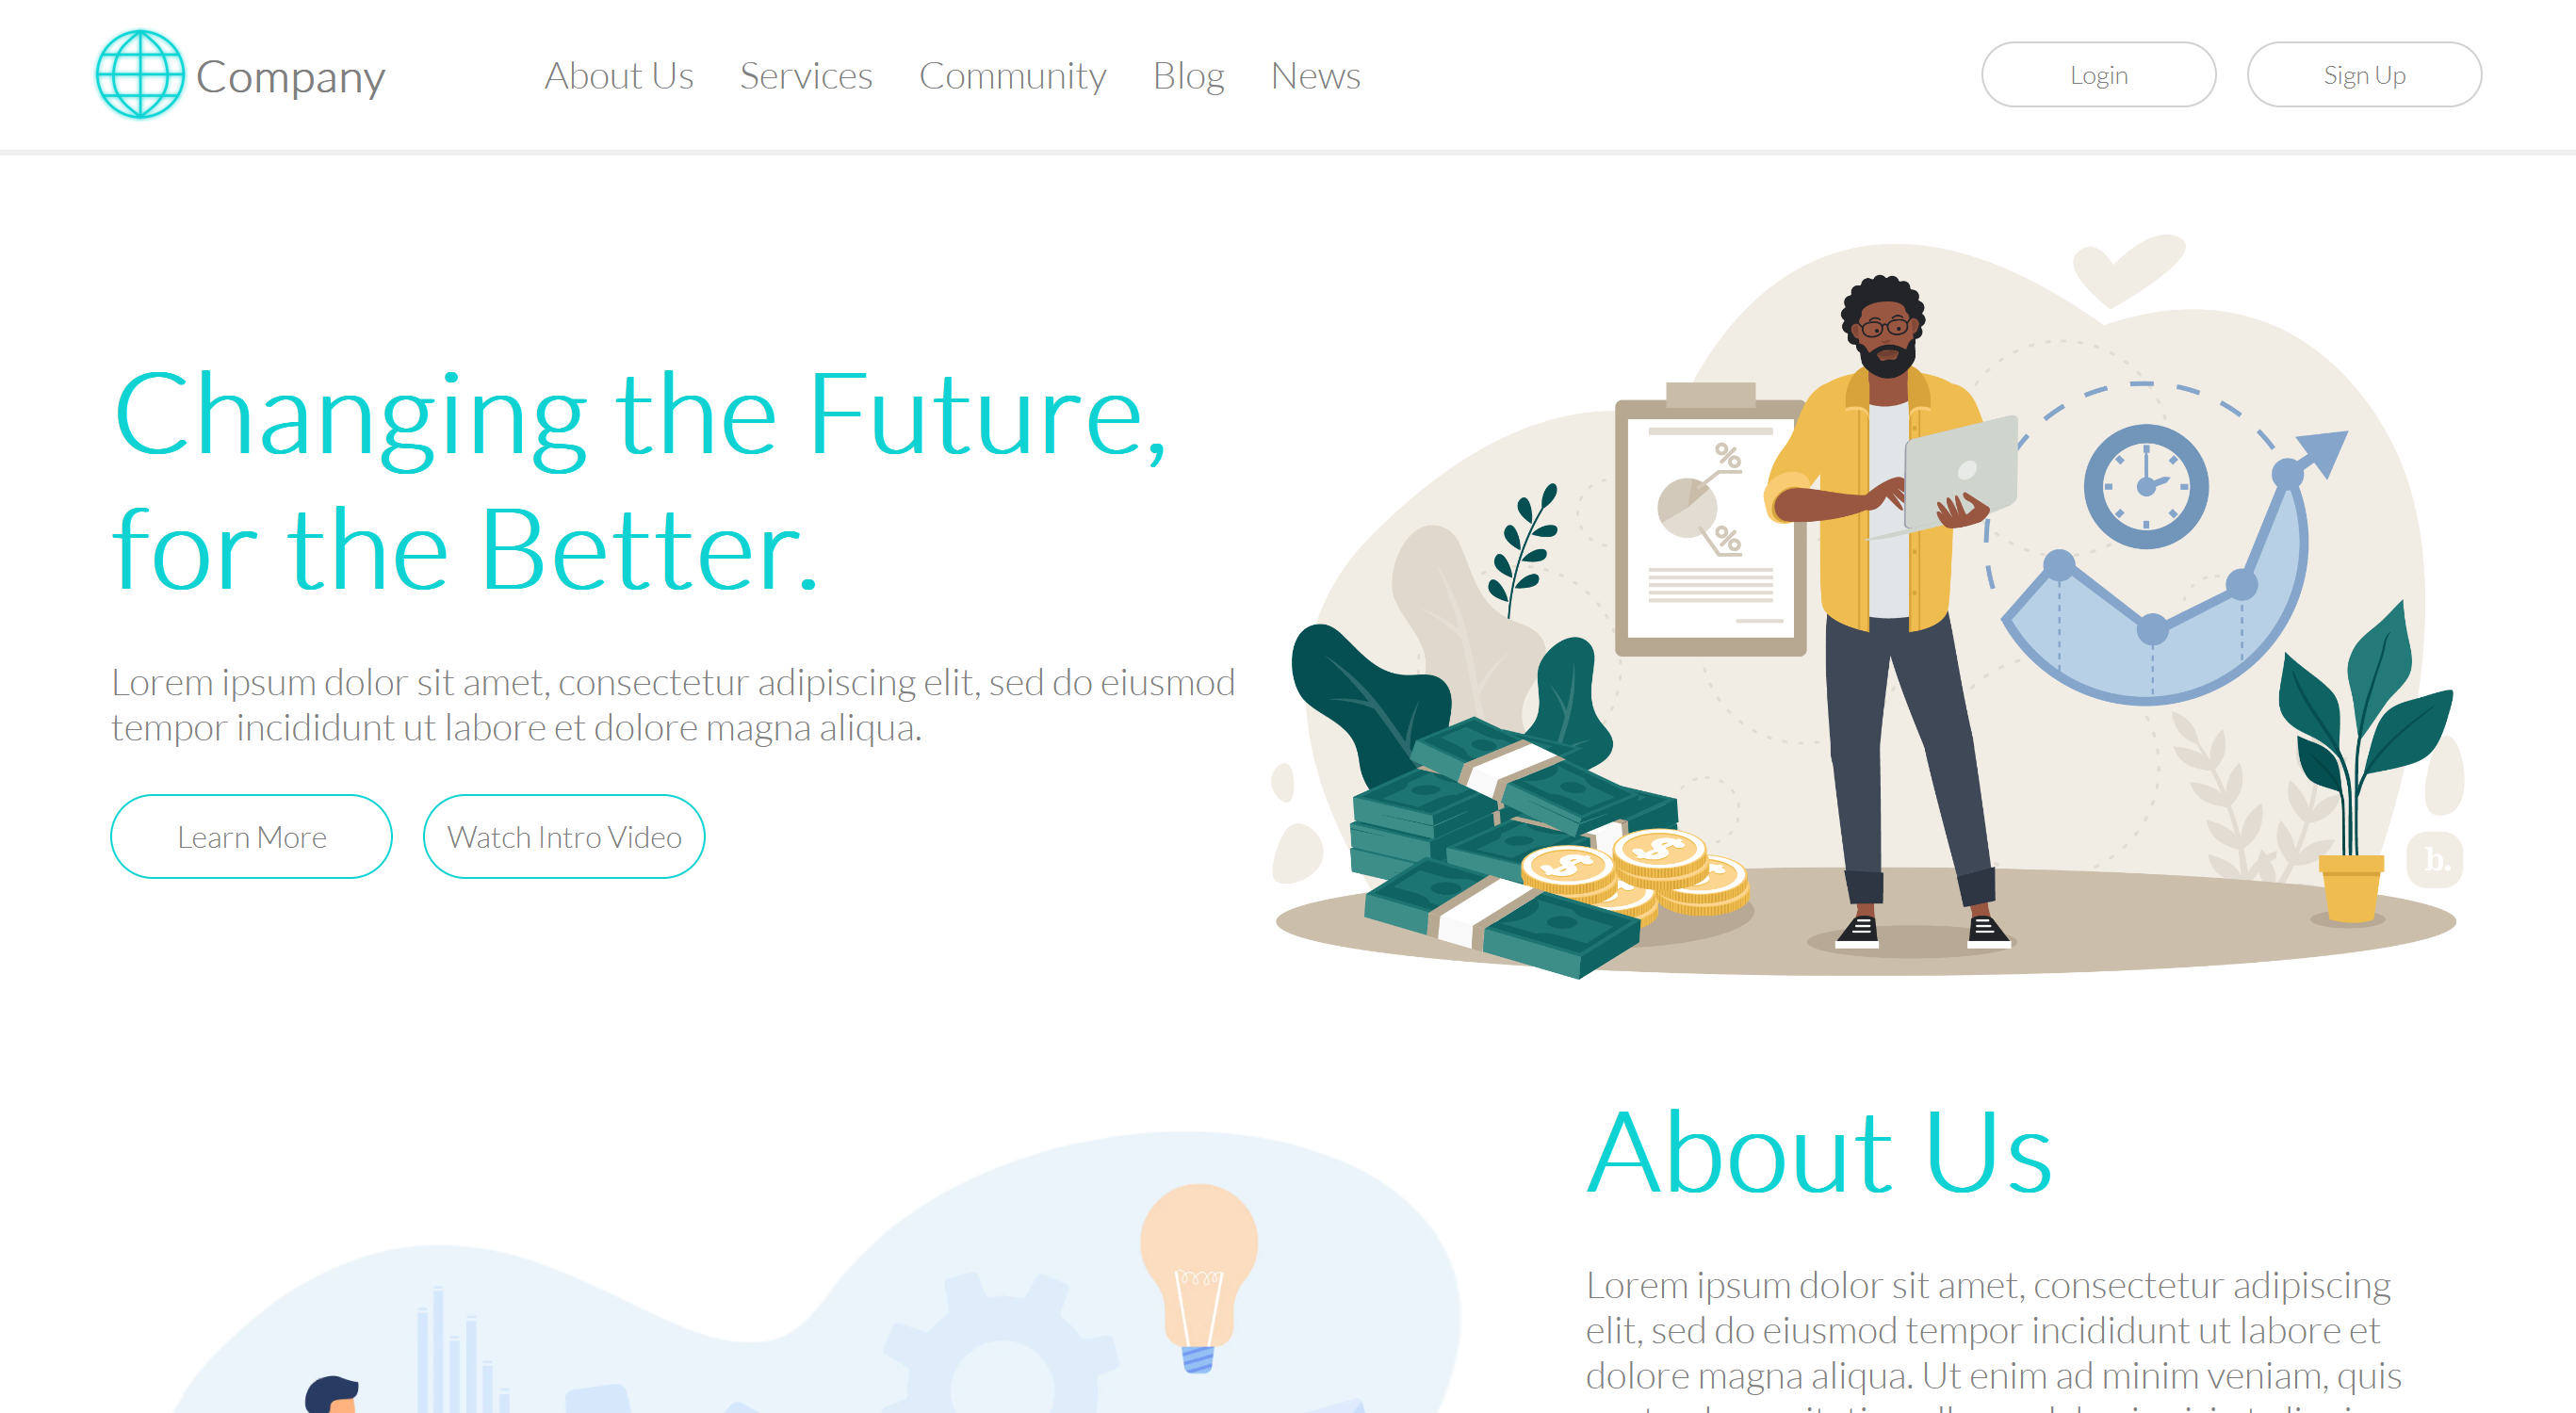 Company
About Us
Services
Community
Blog
News
Login
Sign Up
Changing the Future,
for the Better.
Lorem ipsum dolor sit amet, consectetur adipiscing elit, sed do eiusmod
tempor incididunt ut labore et dolore magna aliqua.
Learn More
Watch Intro Video
%
%
$
$
$
b.
About Us
Lorem ipsum dolor sit amet, consectetur adipiscing
elit, sed do eiusmod tempor incididunt ut labore et
dolore magna aliqua. Ut enim ad minim veniam, quis